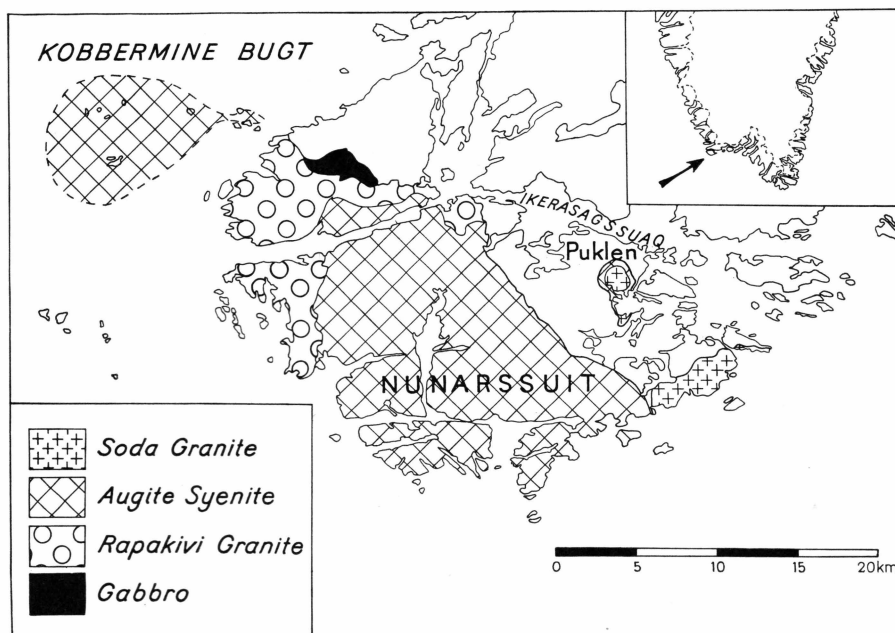 KOBBERMINE BUGT
IKERASAGSSUAQ
Puklen
NUNARSSUIT
Soda Granite
Augite Syenite
Rapakivi Granite
Gabbro
0 5 10 15 20km